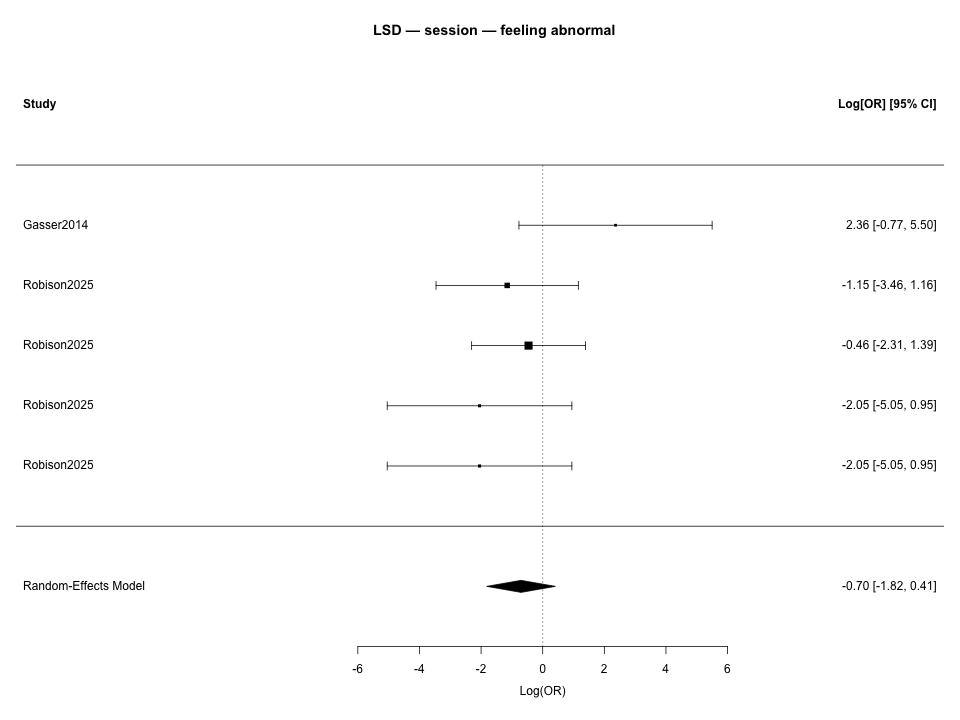 LSD — session — feeling abnormal
Study Log[OR] [95% CI]
Gasser2014 2.36 [-0.77, 5.50]
Robison2025 -1.15 [-3.46, 1.16]
Robison2025 -0.46 [-2.31, 1.39]
Robison2025 -2.05 [-5.05, 0.95]
Robison2025 -2.05 [-5.05, 0.95]
Random-Effects Model -0.70 [-1.82, 0.41]
-6 -4 -2 0 2 4 6
Log(OR)